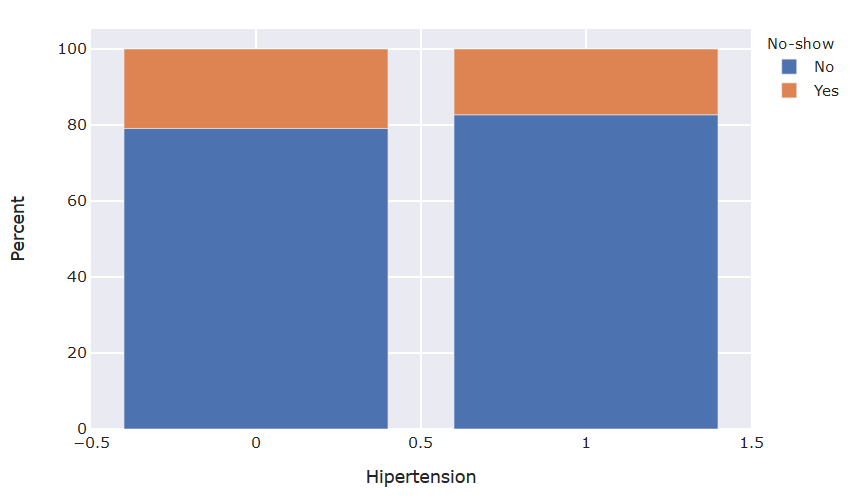 No-show
No
Yes
100
80
60
40
20
0
Percent
−0.5
0
0.5
1
1.5
Hipertension